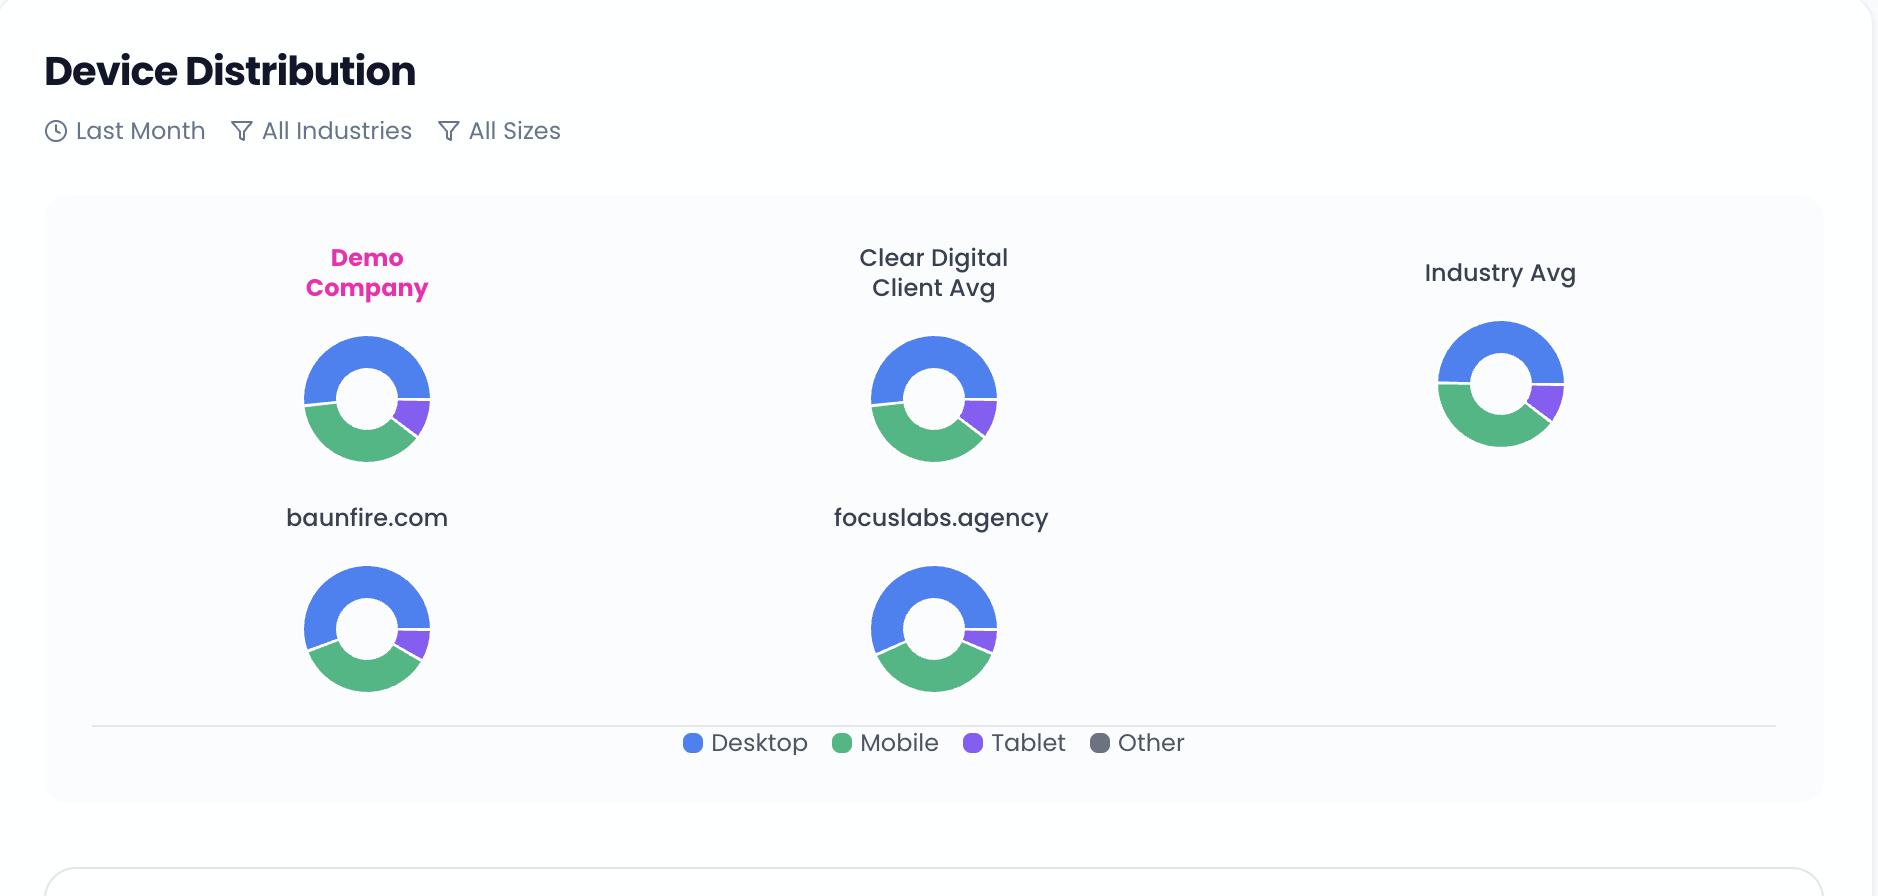 Device Distribution
Last Month All Industries All Sizes
Demo
Company
Clear Digital
Client Avg
Industry Avg
baunfire.com
focuslabs.agency
Desktop Mobile Tablet Other